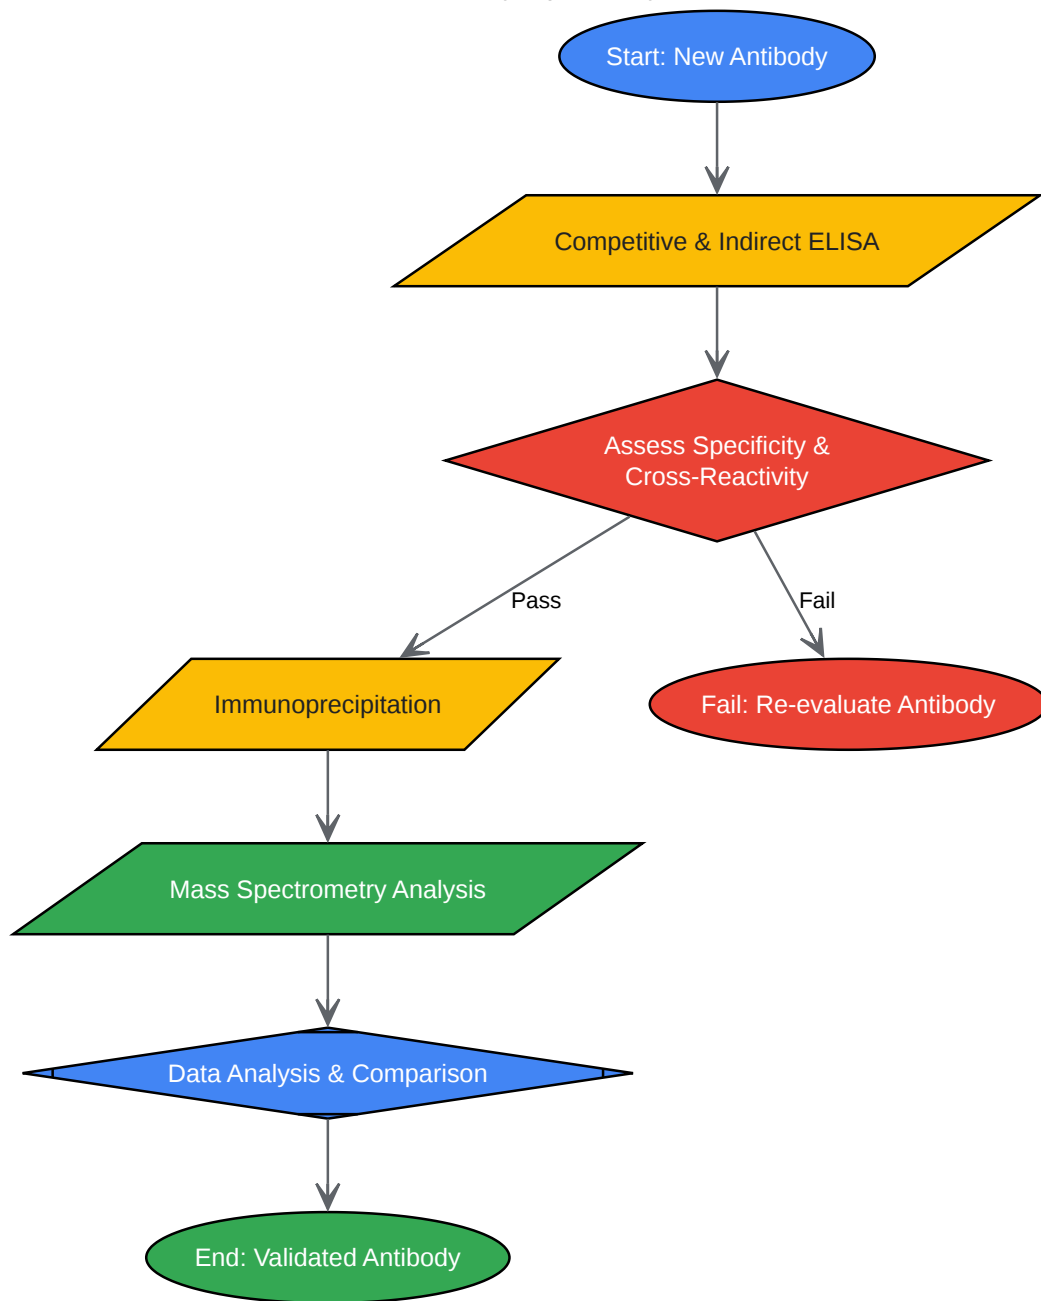 Start: New Antibody
Competitive & Indirect ELISA
Assess Specificity &
Cross-Reactivity
Pass
Fail
Immunoprecipitation
Fail: Re-evaluate Antibody
Mass Spectrometry Analysis
Data Analysis & Comparison
End: Validated Antibody